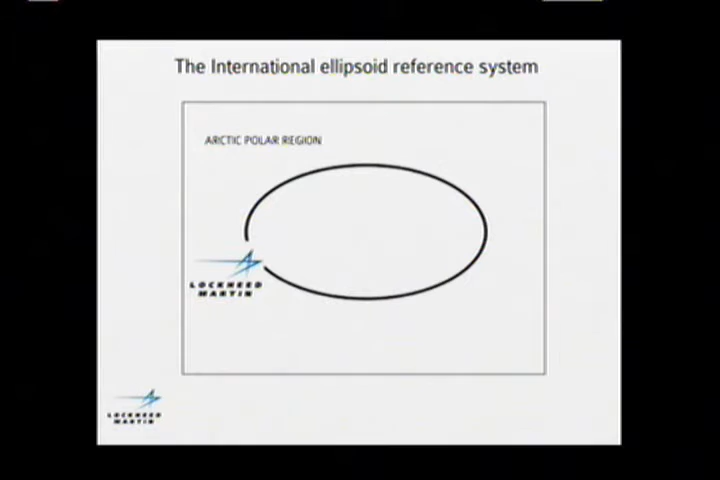 The International ellipsoid reference system
ARCTIC POLAR REGION
LOCKHEED
MARTIN
LOCKHEED
MARTIN